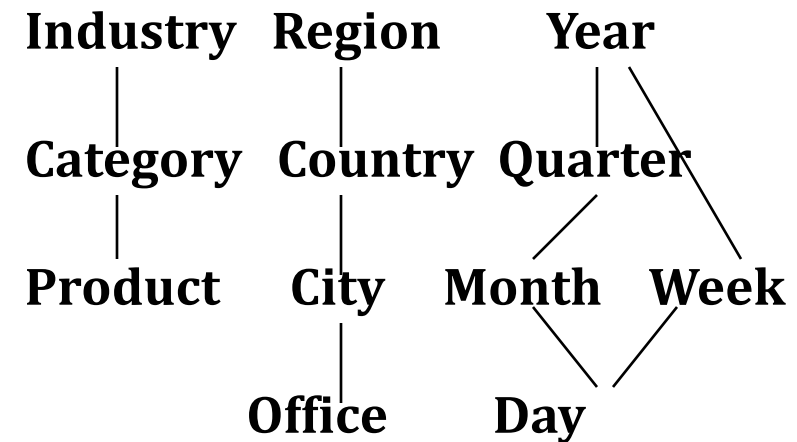 Industry Region Year
Category Country Quarter
Product City Month Week
Office Day